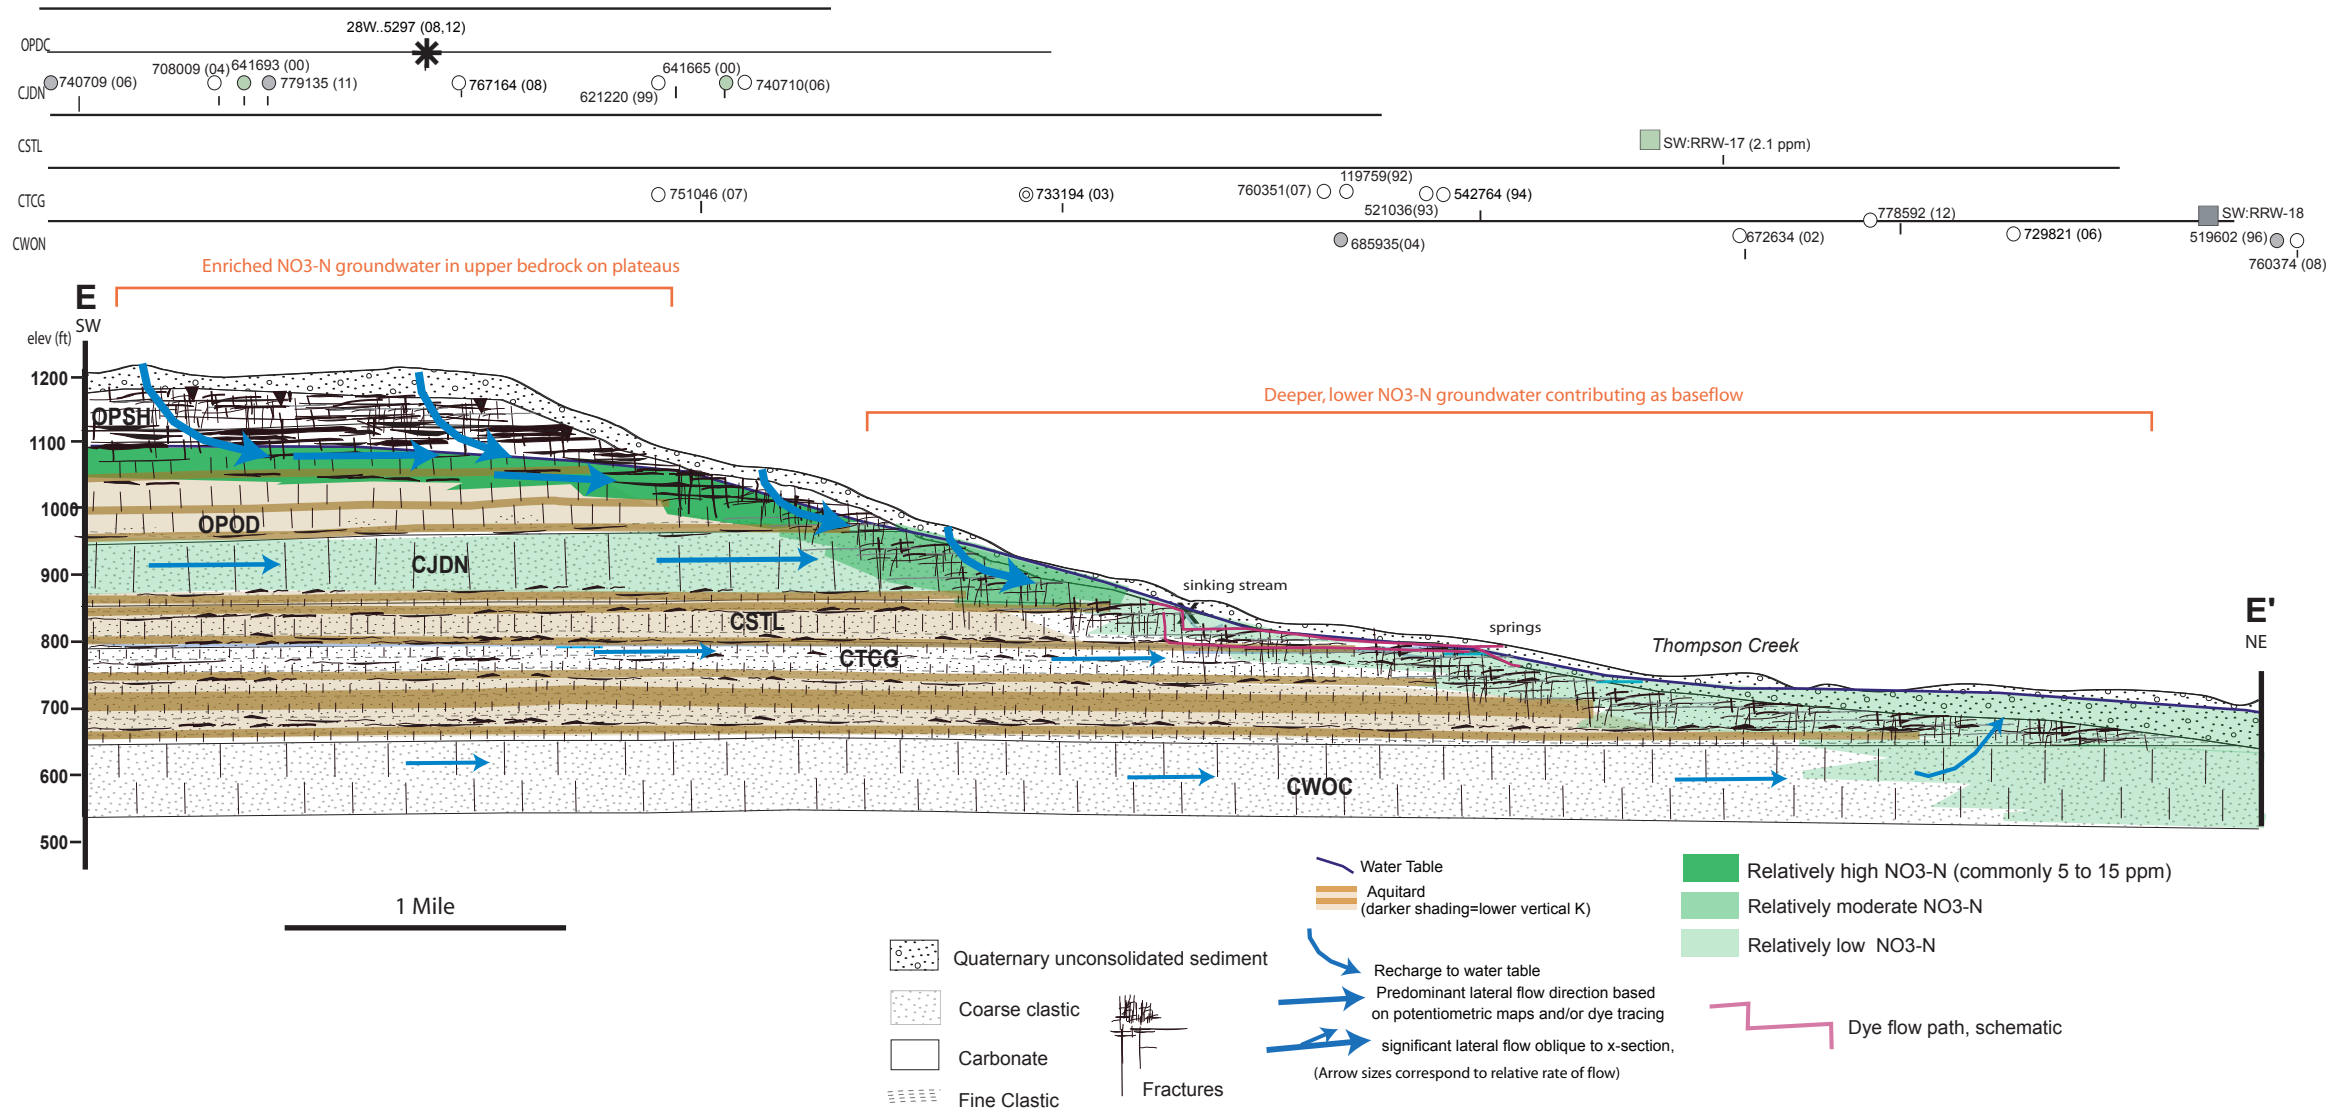 28W..5297 (08,12)
OPDC
708009 (04)
641693 (00)
641665 (00)
740709 (06)
779135 (11)
767164 (08)
740710(06)
CJDN
621220 (99)
CSTL
SW:RRW-17 (2.1 ppm)
119759(92)
751046 (07)
733194 (03)
760351(07)
542764 (94)
CTCG
521036(93)
778592 (12)
SW:RRW-18
CWON
685935(04)
672634 (02)
729821 (06)
519602 (96)
760374 (08)
Enriched NO3-N groundwater in upper bedrock on plateaus
E
SW
elev (ft)
1200
Deeper, lower NO3-N groundwater contributing as baseflow
OPSH
1100
1000
OPOD
CJDN
900
sinking stream
E'
CSTL
springs
800
Thompson Creek
NE
CTCG
700
600
CWOC
500
1 Mile
Water Table
Aquitard
(darker shading=lower vertical K)
Relatively high NO3-N (commonly 5 to 15 ppm)
Relatively moderate NO3-N
Relatively low NO3-N
Quaternary unconsolidated sediment
Recharge to water table
Coarse clastic
Predominant lateral flow direction based
on potentiometric maps and/or dye tracing
Dye flow path, schematic
Carbonate
significant lateral flow oblique to x-section,
(Arrow sizes correspond to relative rate of flow)
Fractures
Fine Clastic